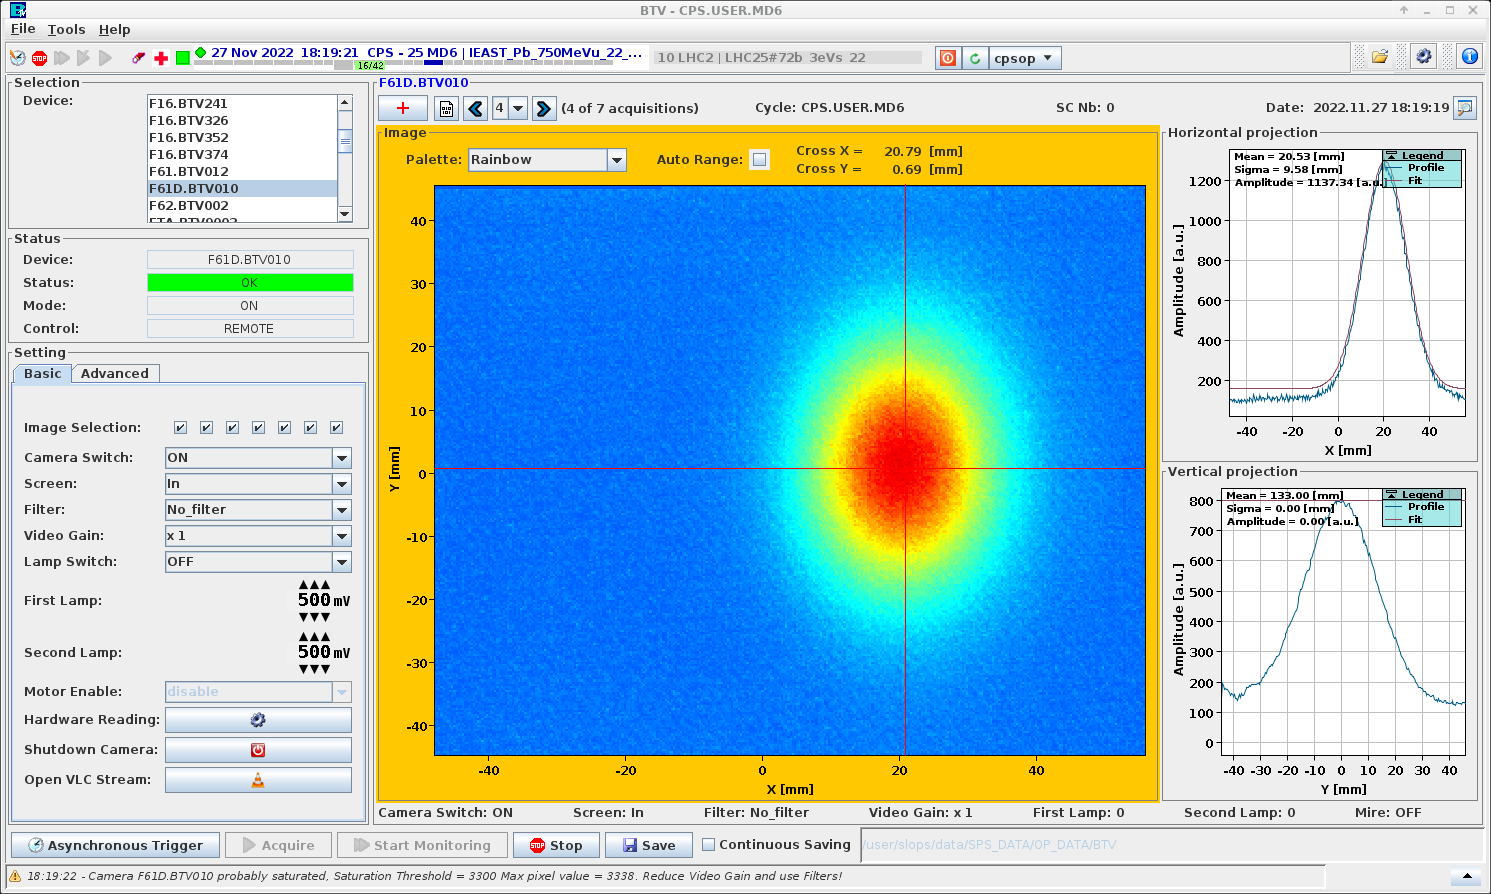 BTV - CPS.USER.MD6
File Tools Help
27 Nov 2022 18:19:21 CPS - 25 MD6 | IEAST_Pb_750MeVu_22_...
16/42
10 LHC2 | LHC25#72b_3eVs_22
cpsop
Selection
Device:
F16.BTV241
F16.BTV326
F16.BTV352
F16.BTV374
F61.BTV012
F61D.BTV010
F62.BTV002
Status
Device: F61D.BTV010
Status: OK
Mode: ON
Control: REMOTE
Setting
Basic Advanced
Image Selection:
Camera Switch: ON
Screen: In
Filter: No_filter
Video Gain: x 1
Lamp Switch: OFF
First Lamp: 500 mV
Second Lamp: 500 mV
Motor Enable: disable
Hardware Reading:
Shutdown Camera:
Open VLC Stream:
F61D.BTV010
4 (4 of 7 acquisitions) Cycle: CPS.USER.MD6 SC Nb: 0 Date: 2022.11.27 18:19:19
Image
Palette: Rainbow Auto Range: Cross X = 20.79 [mm]
Cross Y = 0.69 [mm]
40
30
20
10
0
-10
-20
-30
-40
Y [mm]
-40 -20 0 20 40
X [mm]
Horizontal projection
Mean = 20.53 [mm]
Sigma = 9.58 [mm]
Amplitude = 1137.34 [a.u.]
Legend
Profile
Fit
1200
1000
800
600
400
200
Amplitude [a.u.]
-40 -20 0 20 40
X [mm]
Vertical projection
Mean = 133.00 [mm]
Sigma = 0.00 [mm]
Amplitude = 0.00 [a.u.]
Legend
Profile
Fit
800
700
600
500
400
300
200
100
0
Amplitude [a.u.]
-40 -30 -20 -10 0 10 20 30 40
Y [mm]
Camera Switch: ON Screen: In Filter: No_filter Video Gain: x 1 First Lamp: 0 Second Lamp: 0 Mire: OFF
Asynchronous Trigger Acquire Start Monitoring STOP Stop Save Continuous Saving /user/slops/data/SPS_DATA/OP_DATA/BTV
18:19:22 - Camera F61D.BTV010 probably saturated, Saturation Threshold = 3300 Max pixel value = 3338. Reduce Video Gain and use Filters!